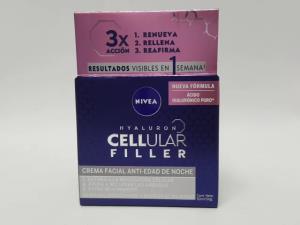 3x
ACCIÓN
1. RENUEVA
2. RELLENA
3. REAFIRMA
RESULTADOS VISIBLES EN 1 SEMANA!
NUEVA FÓRMULA
ÁCIDO
HIALURÓNICO PURO*
NIVEA
HYALURON
CELLULAR
FILLER
CREMA FACIAL ANTI-EDAD DE NOCHE